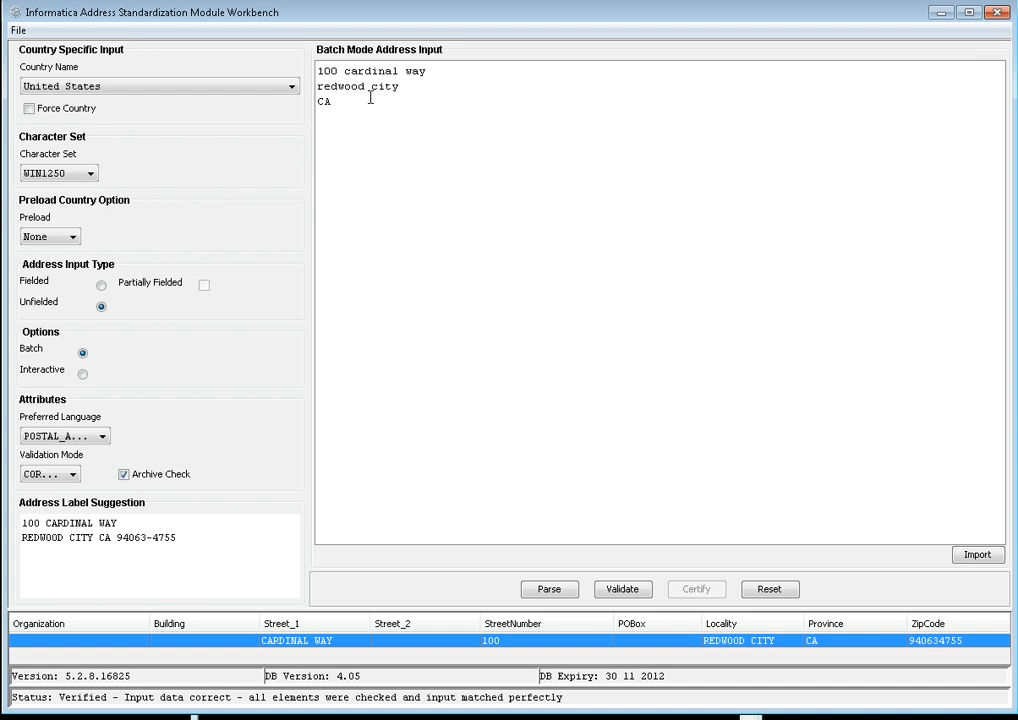 Informatica Address Standardization Module Workbench
File
Country Specific Input
Country Name
United States
Force Country
Character Set
Character Set
WIN1250
Preload Country Option
Preload
None
Address Input Type
Fielded
Partially Fielded
Unfielded
Options
Batch
Interactive
Attributes
Preferred Language
POSTAL_A...
Validation Mode
COR...
Archive Check
Address Label Suggestion
100 CARDINAL WAY
REDWOOD CITY CA 94063-4755
Batch Mode Address Input
100 cardinal way
redwood city
CA
Import
Parse Validate Certify Reset
Organization Building Street_1 Street_2 StreetNumber POBox Locality Province ZipCode
CARDINAL WAY 100 REDWOOD CITY CA 940634755
Version: 5.2.8.16825 DB Version: 4.05 DB Expiry: 30 11 2012
Status: Verified - Input data correct - all elements were checked and input matched perfectly